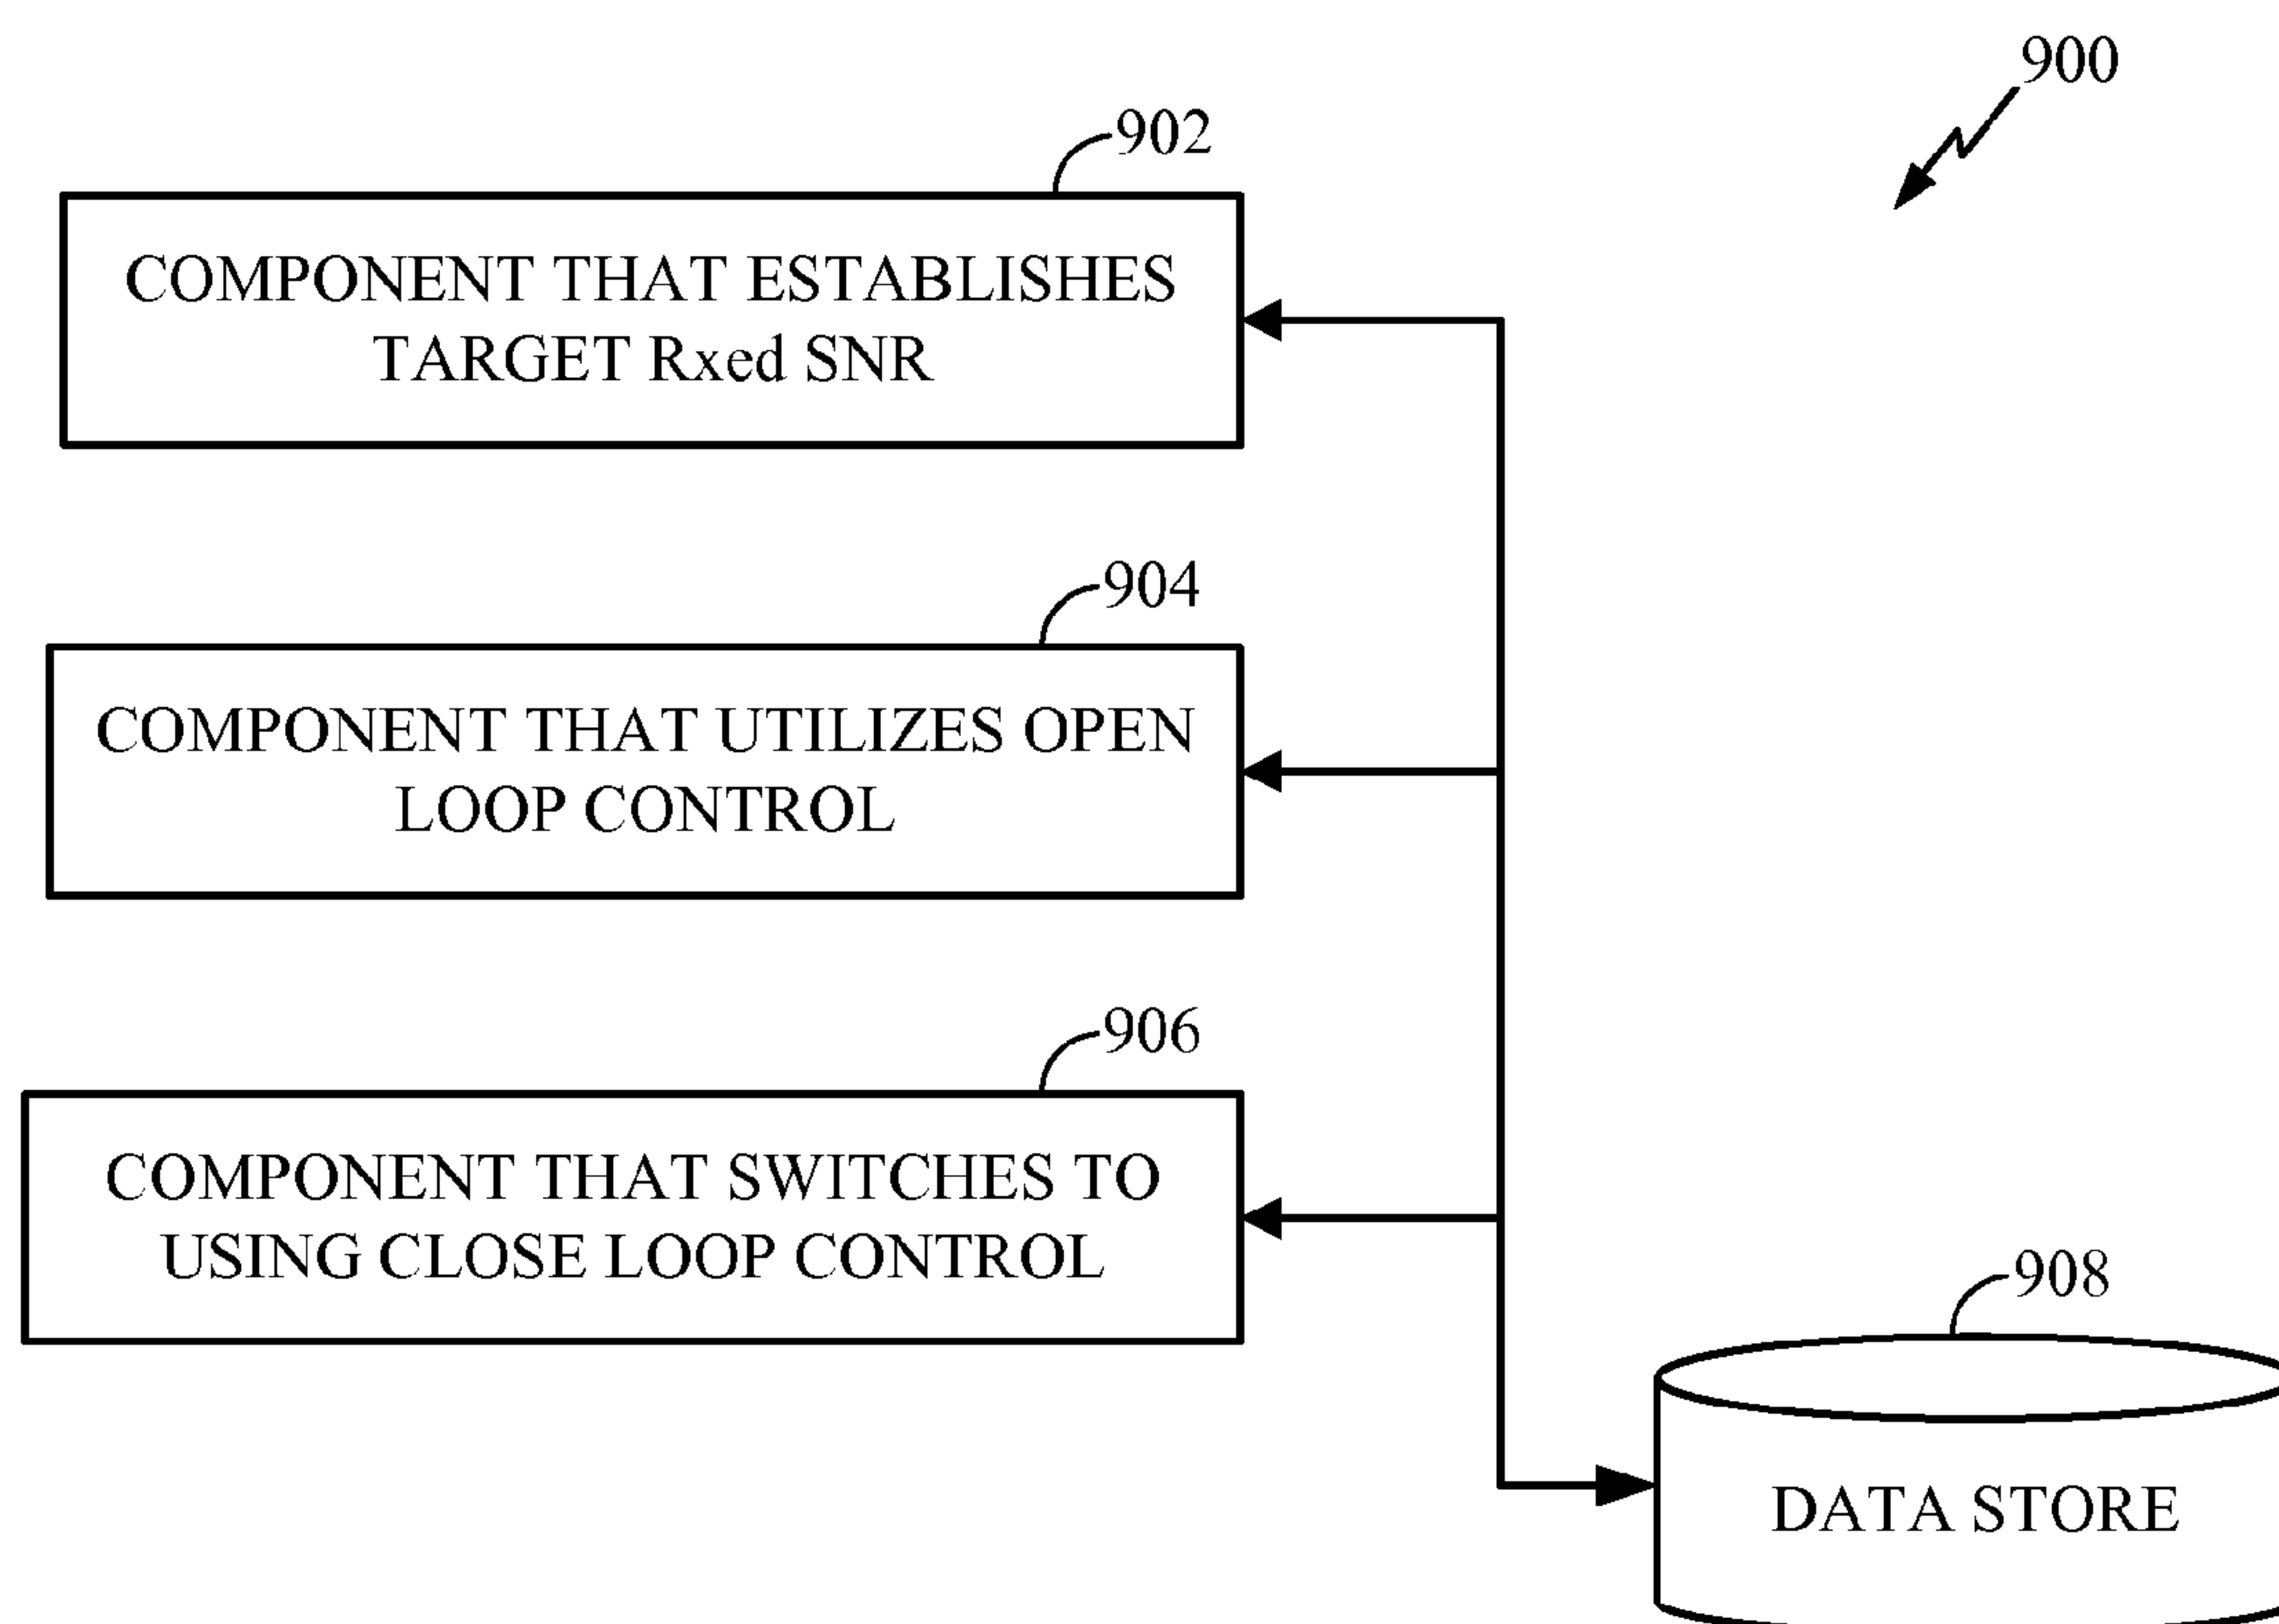 900
902
COMPONENT THAT ESTABLISHES
TARGET Rxed SNR
904
COMPONENT THAT UTILIZES OPEN
LOOP CONTROL
906
COMPONENT THAT SWITCHES TO
USING CLOSE LOOP CONTROL
908
DATA STORE